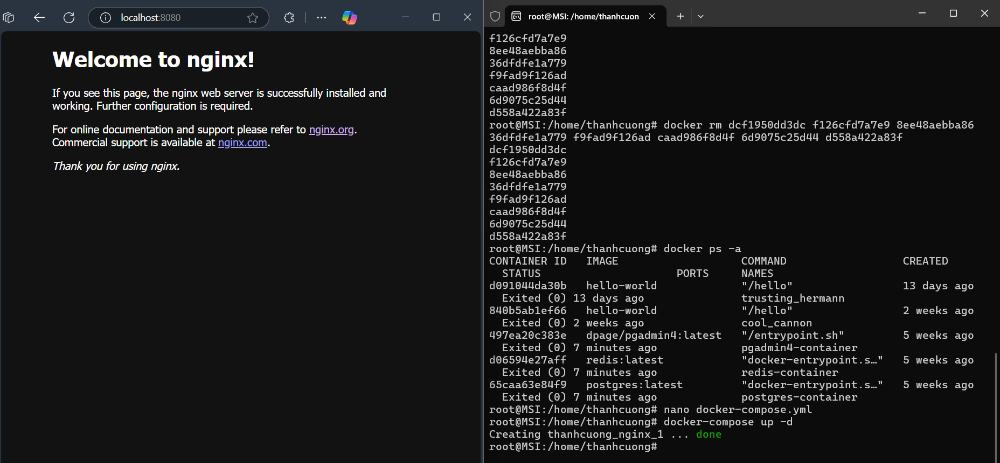 localhost:8080
Welcome to nginx!
If you see this page, the nginx web server is successfully installed and
working. Further configuration is required.
For online documentation and support please refer to nginx.org.
Commercial support is available at nginx.com.
Thank you for using nginx.
root@MSI: /home/thanhcuon
f126cfd7a7e9
8ee48aebba86
36dfdfe1a779
f9fad9f126ad
caad986f8d4f
6d9075c25d44
d558a422a83f
root@MSI:/home/thanhcuong# docker rm dcf1950dd3dc f126cfd7a7e9 8ee48aebba86
36dfdfe1a779 f9fad9f126ad caad986f8d4f 6d9075c25d44 d558a422a83f
dcf1950dd3dc
f126cfd7a7e9
8ee48aebba86
36dfdfe1a779
f9fad9f126ad
caad986f8d4f
6d9075c25d44
d558a422a83f
root@MSI:/home/thanhcuong# docker ps -a
CONTAINER ID   IMAGE                   COMMAND                  CREATED
  STATUS                     PORTS     NAMES
d091044da30b   hello-world             "/hello"                 13 days ago
  Exited (0) 13 days ago               trusting_hermann
840b5ab1ef66   hello-world             "/hello"                 2 weeks ago
  Exited (0) 2 weeks ago               cool_cannon
497ea20c383e   dpage/pgadmin4:latest   "/entrypoint.sh"         5 weeks ago
  Exited (0) 7 minutes ago             pgadmin4-container
d06594e27aff   redis:latest            "docker-entrypoint.s…"   5 weeks ago
  Exited (0) 7 minutes ago             redis-container
65caa63e84f9   postgres:latest         "docker-entrypoint.s…"   5 weeks ago
  Exited (0) 7 minutes ago             postgres-container
root@MSI:/home/thanhcuong# nano docker-compose.yml
root@MSI:/home/thanhcuong# docker-compose up -d
Creating thanhcuong_nginx_1 ... done
root@MSI:/home/thanhcuong#